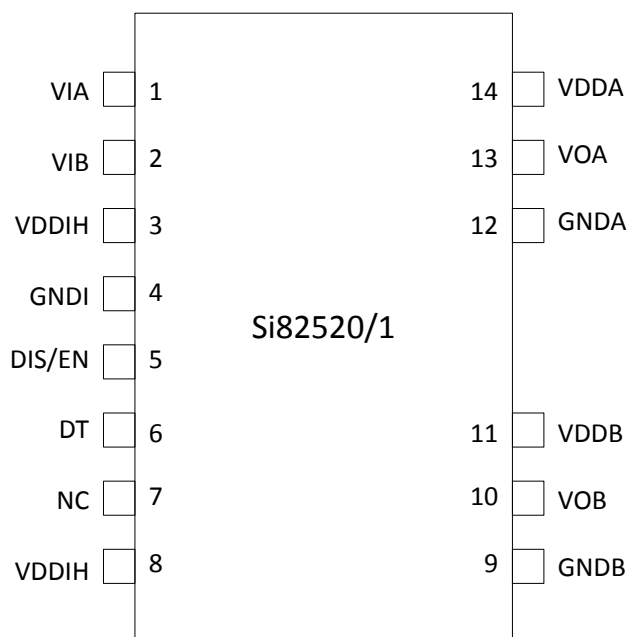 VIA 1 14 VDDA
VIB 2 13 VOA
VDDIH 3 12 GNDA
GNDI 4
Si82520/1
DIS/EN 5
DT 6 11 VDDB
NC 7 10 VOB
VDDIH 8 9 GNDB